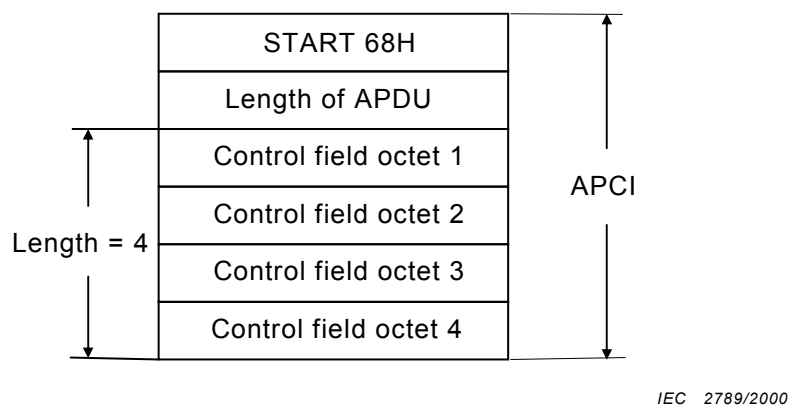 START 68H
Length of APDU
Control field octet 1
Control field octet 2
APCI
Length = 4
Control field octet 3
Control field octet 4
IEC 2789/2000